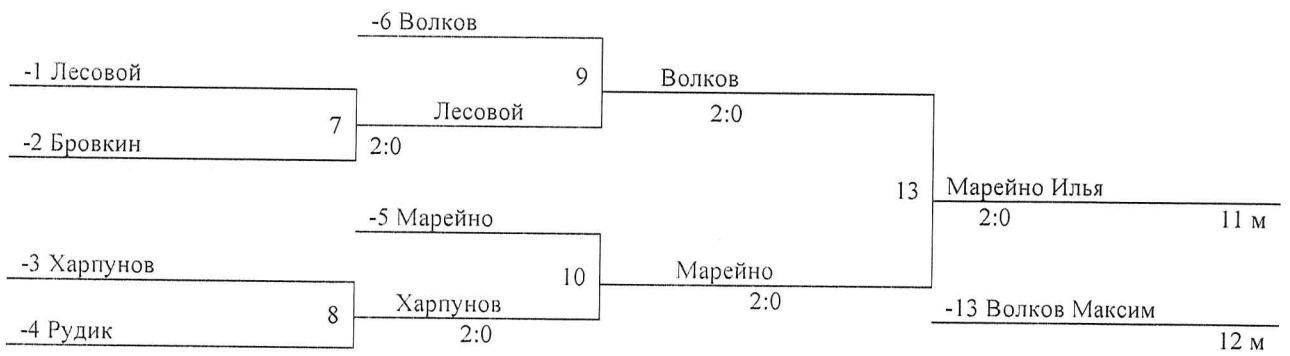 -6 Волков
-1 Лесовой
9
Волков
7
Лесовой
2:0
-2 Бровкин
2:0
13
Марейно Илья
-5 Марейно
2:0
11 м
-3 Харпунов
10
Марейно
8
Харпунов
2:0
-13 Волков Максим
-4 Рудик
2:0
12 м